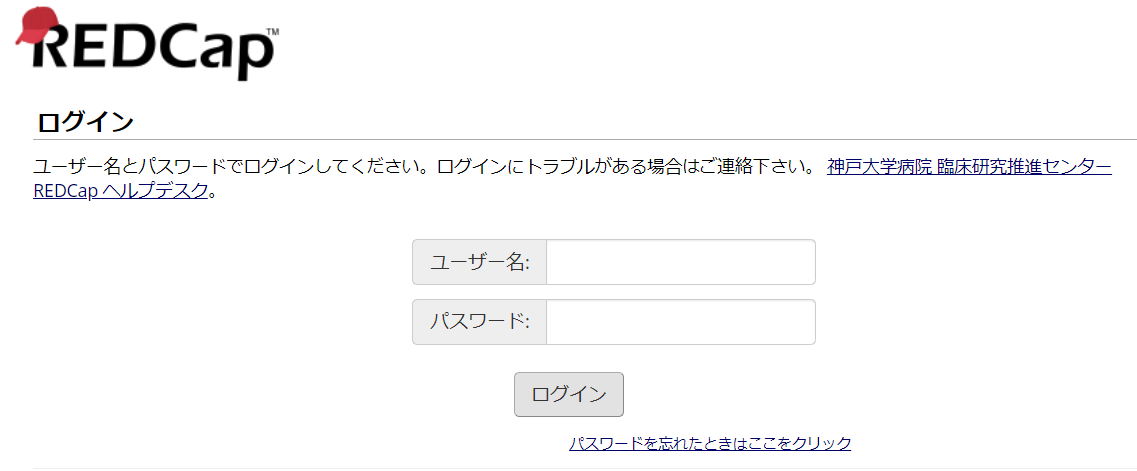 REDCap™
ログイン
ユーザー名とパスワードでログインしてください。ログインにトラブルがある場合はご連絡下さい。 神戸大学病院 臨床研究推進センター
REDCap ヘルプデスク。
ユーザー名:
パスワード:
ログイン
パスワードを忘れたときはここをクリック